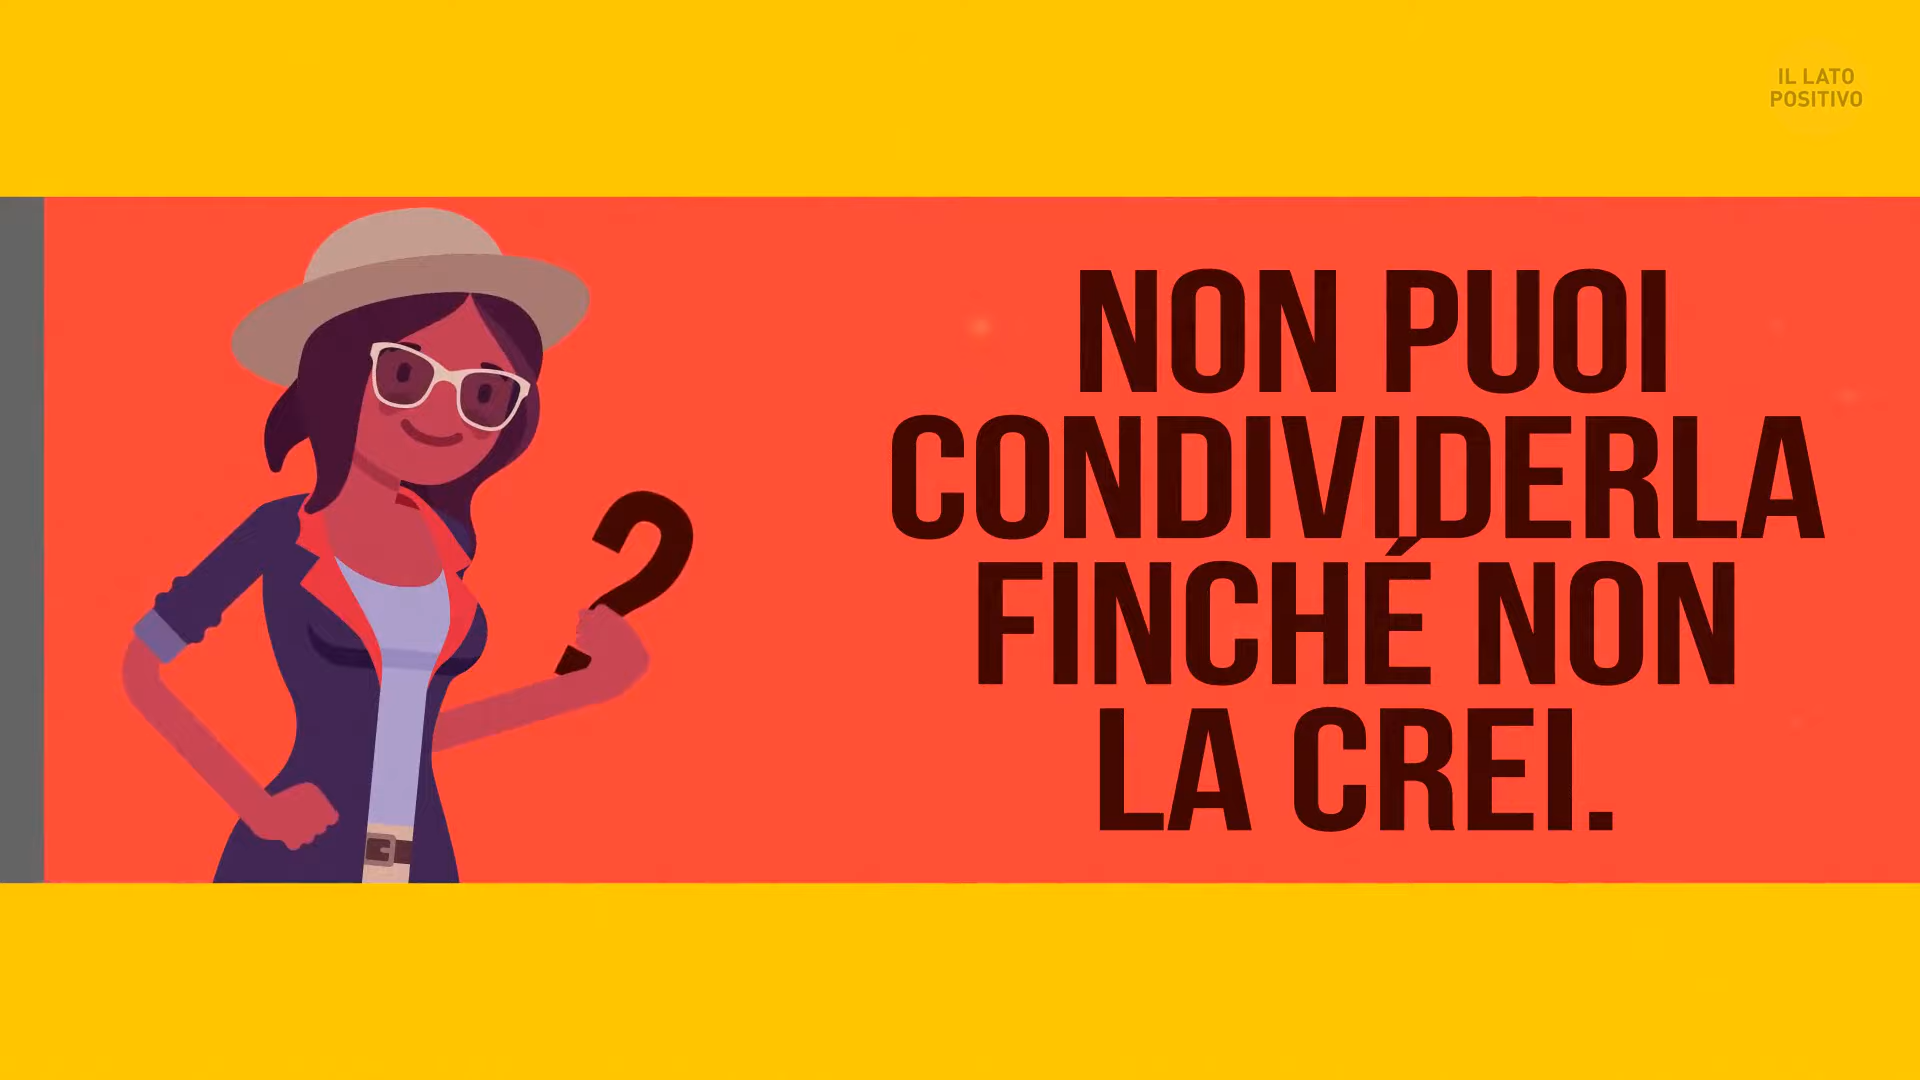 IL LATO
POSITIVO
NON PUOI
CONDIVIDERLA
FINCHÉ NON
LA CREI.
?